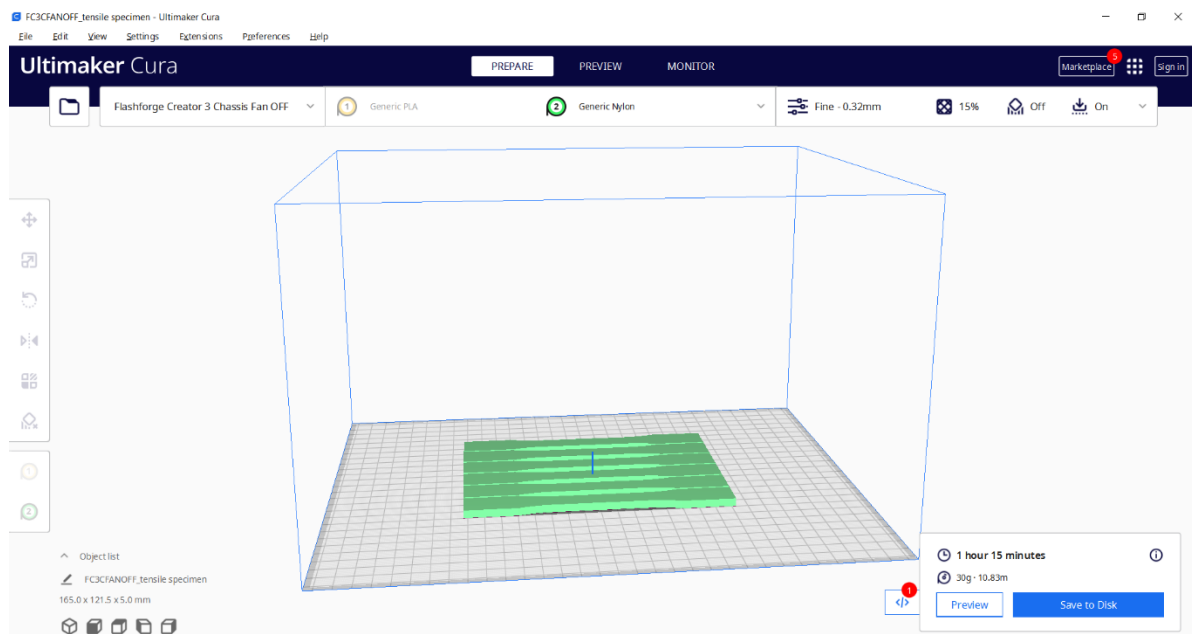 FC3CFANOFF_tensile specimen - Ultimaker Cura
File Edit View Settings Extensions Preferences Help
Ultimaker Cura
PREPARE PREVIEW MONITOR
Marketplace 5 Sign in
Flashforge Creator 3 Chassis Fan OFF 1 Generic PLA 2 Generic Nylon Fine - 0.32mm 15% Off On
1
2
Object list
FC3CFANOFF_tensile specimen
165.0 x 121.5 x 5.0 mm
1 hour 15 minutes
30g · 10.83m
</> 1
Preview Save to Disk